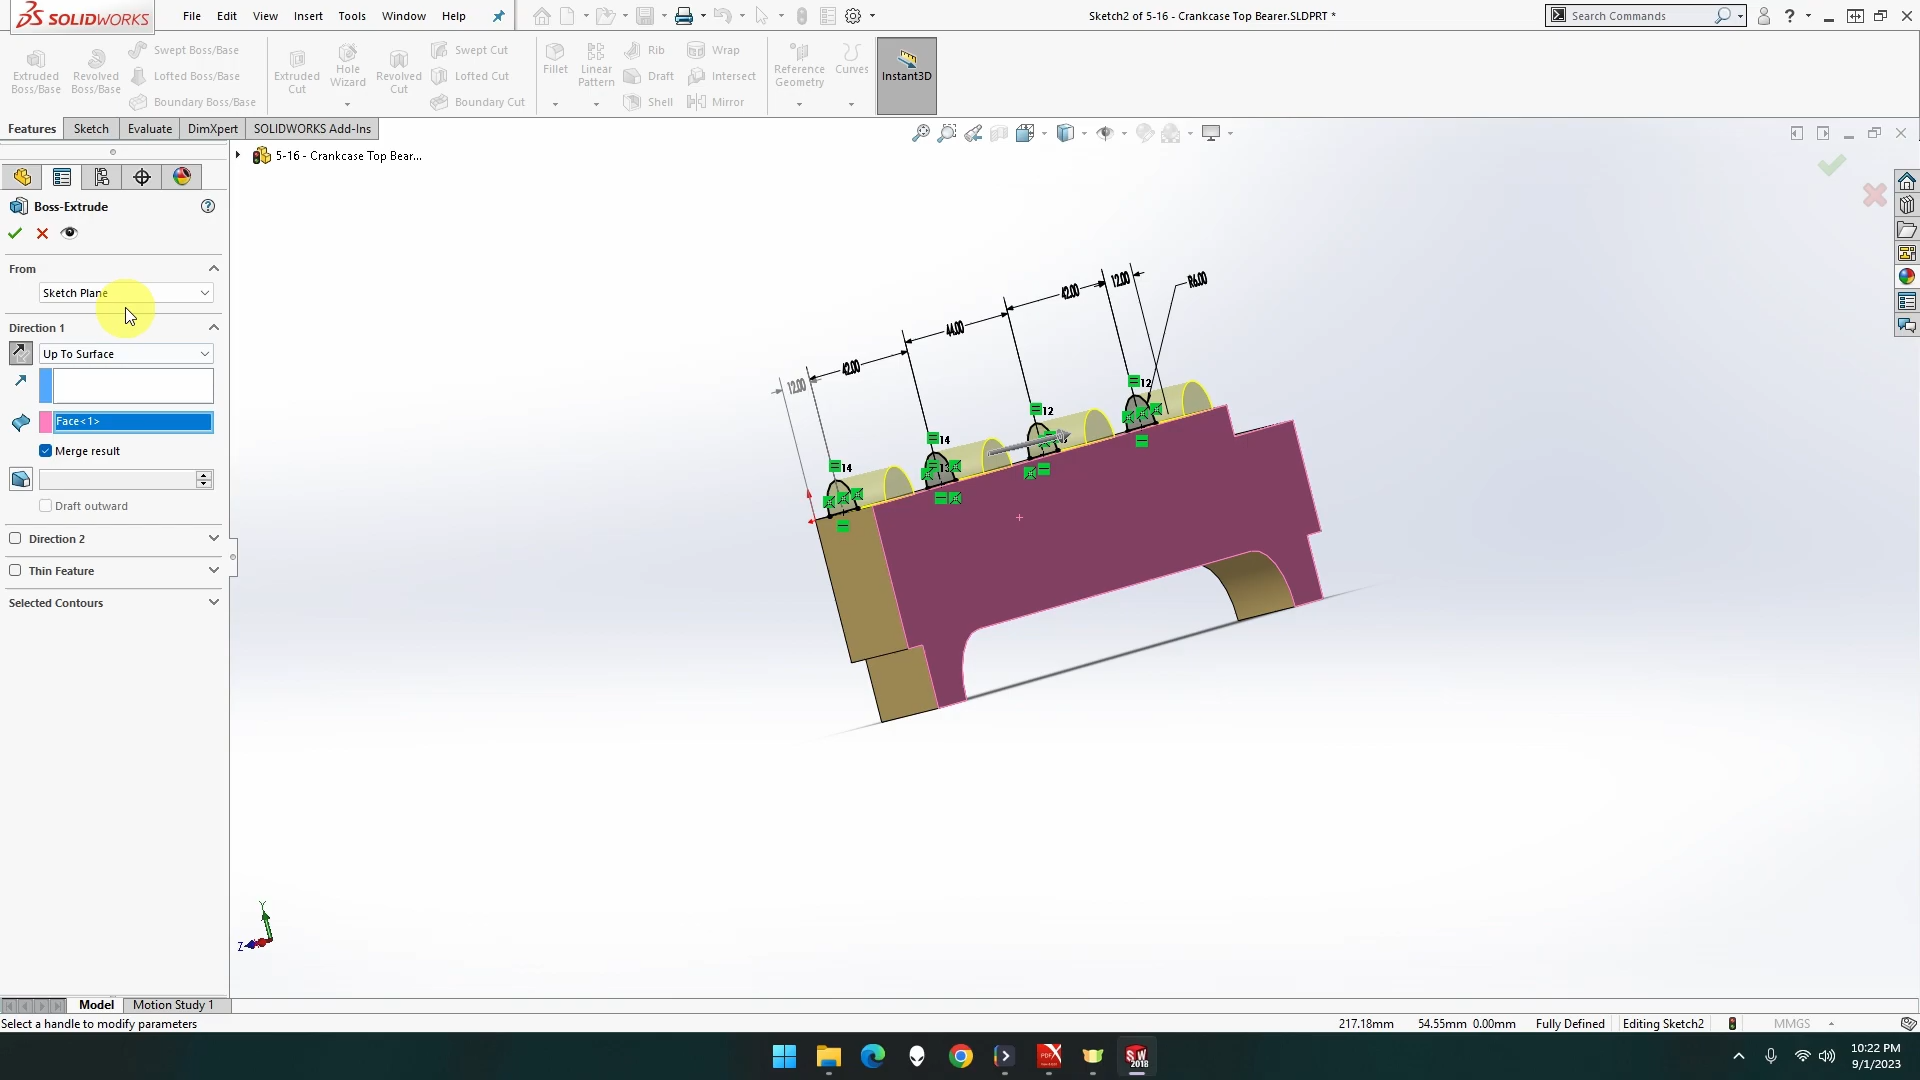 SOLIDWORKS
File Edit View Insert Tools Window Help
Sketch2 of 5-16 - Crankcase Top Bearer.SLDPRT *
Search Commands
Extruded Boss/Base
Revolved Boss/Base
Swept Boss/Base
Lofted Boss/Base
Boundary Boss/Base
Extruded Cut
Hole Wizard
Revolved Cut
Swept Cut
Lofted Cut
Boundary Cut
Fillet
Linear Pattern
Rib
Draft
Shell
Wrap
Intersect
Mirror
Reference Geometry
Curves
Instant3D
Features Sketch Evaluate DimXpert SOLIDWORKS Add-Ins
5-16 - Crankcase Top Bear...
Boss-Extrude
From
Sketch Plane
Direction 1
Up To Surface
Face<1>
Merge result
Draft outward
Direction 2
Thin Feature
Selected Contours
12.00
42.00
44.00
42.00
12.00
R6.00
14
14
13
12
12
Y
Z
Model Motion Study 1
Select a handle to modify parameters
217.18mm 54.55mm 0.00mm Fully Defined Editing Sketch2 MMGS
10:22 PM
9/1/2023